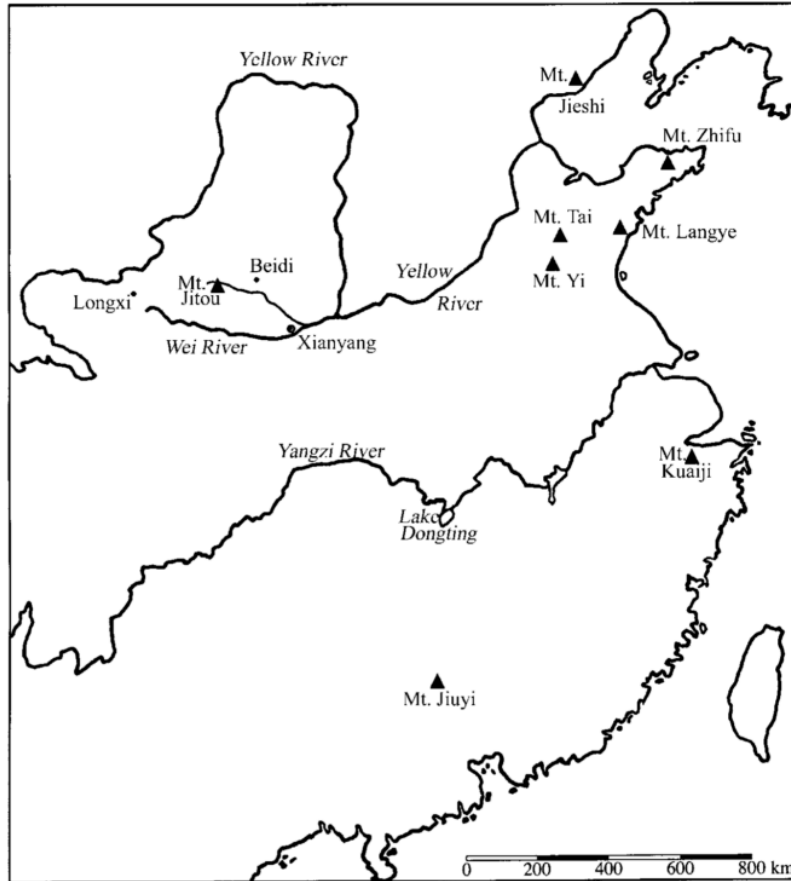 Yellow River
Mt.
Jieshi
Mt. Zhifu
Mt. Tai
Mt. Langye
Mt. Yi
Beidi
Mt.
Jitou
Longxi
Yellow
River
Wei River
Xianyang
Yangzi River
Mt.
Kuaiji
Lake
Dongting
Mt. Jiuyi
0 200 400 600 800 km